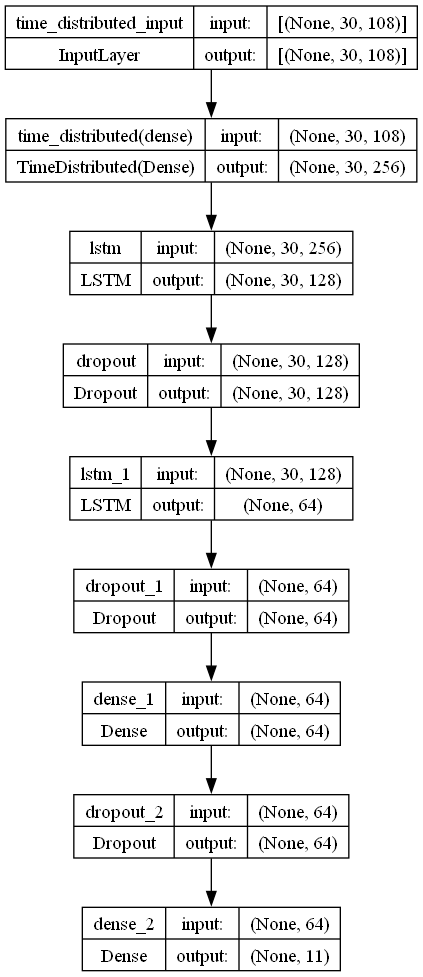 time_distributed_input input: [(None, 30, 108)]
InputLayer output: [(None, 30, 108)]
time_distributed(dense) input: (None, 30, 108)
TimeDistributed(Dense) output: (None, 30, 256)
lstm input: (None, 30, 256)
LSTM output: (None, 30, 128)
dropout input: (None, 30, 128)
Dropout output: (None, 30, 128)
lstm_1 input: (None, 30, 128)
LSTM output: (None, 64)
dropout_1 input: (None, 64)
Dropout output: (None, 64)
dense_1 input: (None, 64)
Dense output: (None, 64)
dropout_2 input: (None, 64)
Dropout output: (None, 64)
dense_2 input: (None, 64)
Dense output: (None, 11)